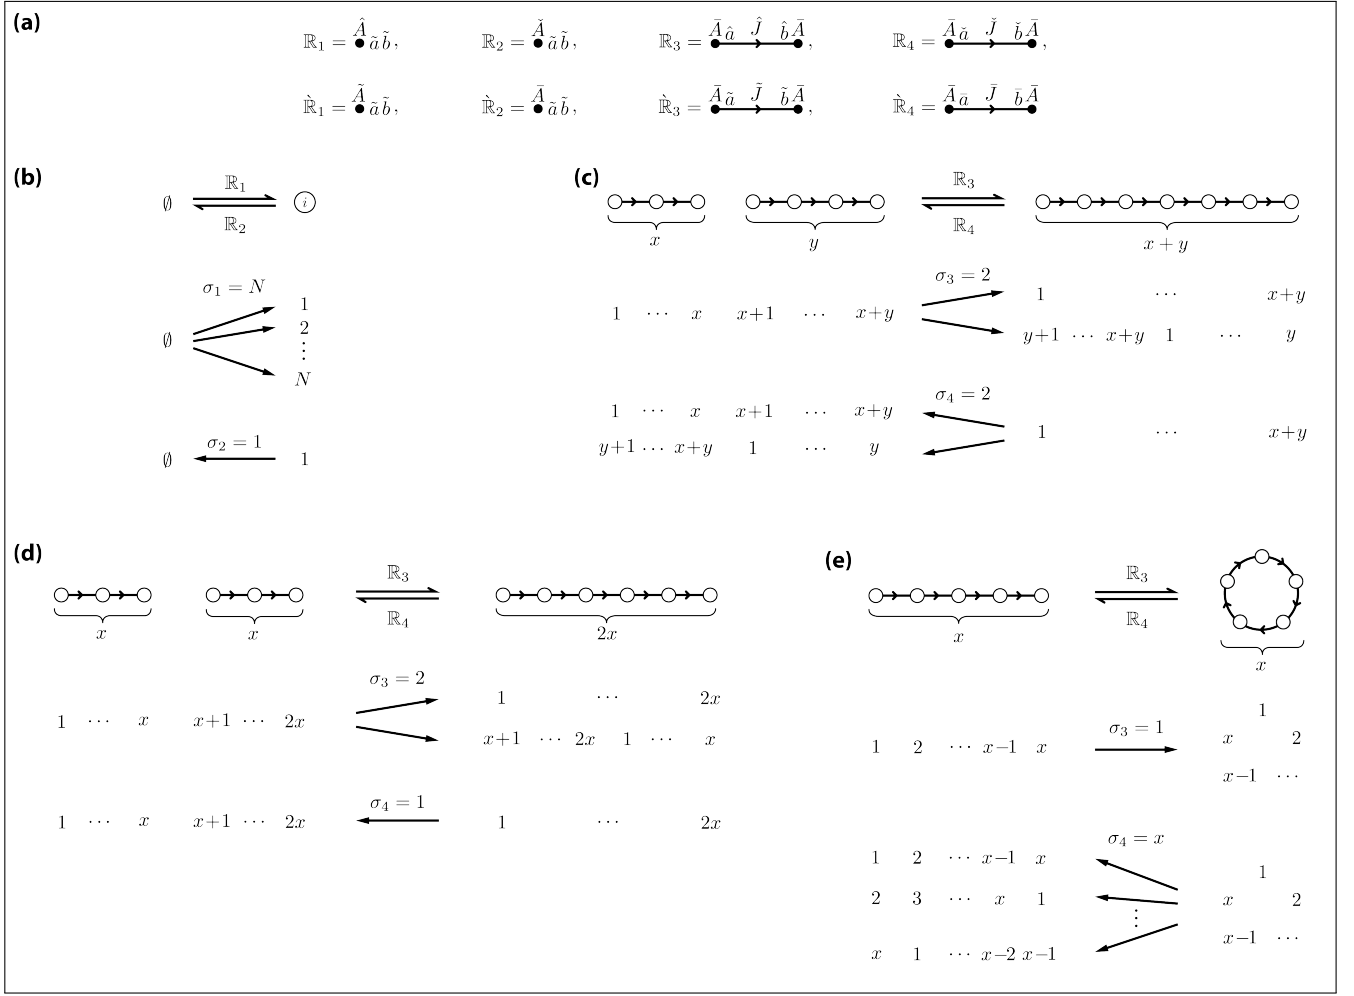 (a)
ℝ₁ = Â ã b̃ , ℝ₂ = Ǎ ã b̃ , ℝ₃ = Ā â Ĵ b̂ Ā , ℝ₄ = Ā ǎ J̌ b̌ Ā ,
ℝ̀₁ = Ã ã b̃ , ℝ̀₂ = Ā ã b̃ , ℝ̀₃ = Ā ã J̃ b̃ Ā , ℝ̀₄ = Ā ā J̄ b̄ Ā
(b)
ℝ₁
∅ i
ℝ₂
σ₁ = N
1
2
∅ ⋮
N
σ₂ = 1
∅ 1
(c)
ℝ₃
ℝ₄
x y x + y
σ₃ = 2
1 ⋯ x+y
1 ⋯ x x+1 ⋯ x+y
y+1 ⋯ x+y 1 ⋯ y
σ₄ = 2
1 ⋯ x x+1 ⋯ x+y
1 ⋯ x+y
y+1 ⋯ x+y 1 ⋯ y
(d)
ℝ₃
ℝ₄
x x 2x
σ₃ = 2
1 ⋯ 2x
1 ⋯ x x+1 ⋯ 2x
x+1 ⋯ 2x 1 ⋯ x
σ₄ = 1
1 ⋯ x x+1 ⋯ 2x 1 ⋯ 2x
(e)
ℝ₃
ℝ₄
x x
σ₃ = 1
1
1 2 ⋯ x−1 x x 2
x−1 ⋯
σ₄ = x
1 2 ⋯ x−1 x
1
2 3 ⋯ x 1 x 2
⋮
x−1 ⋯
x 1 ⋯ x−2 x−1